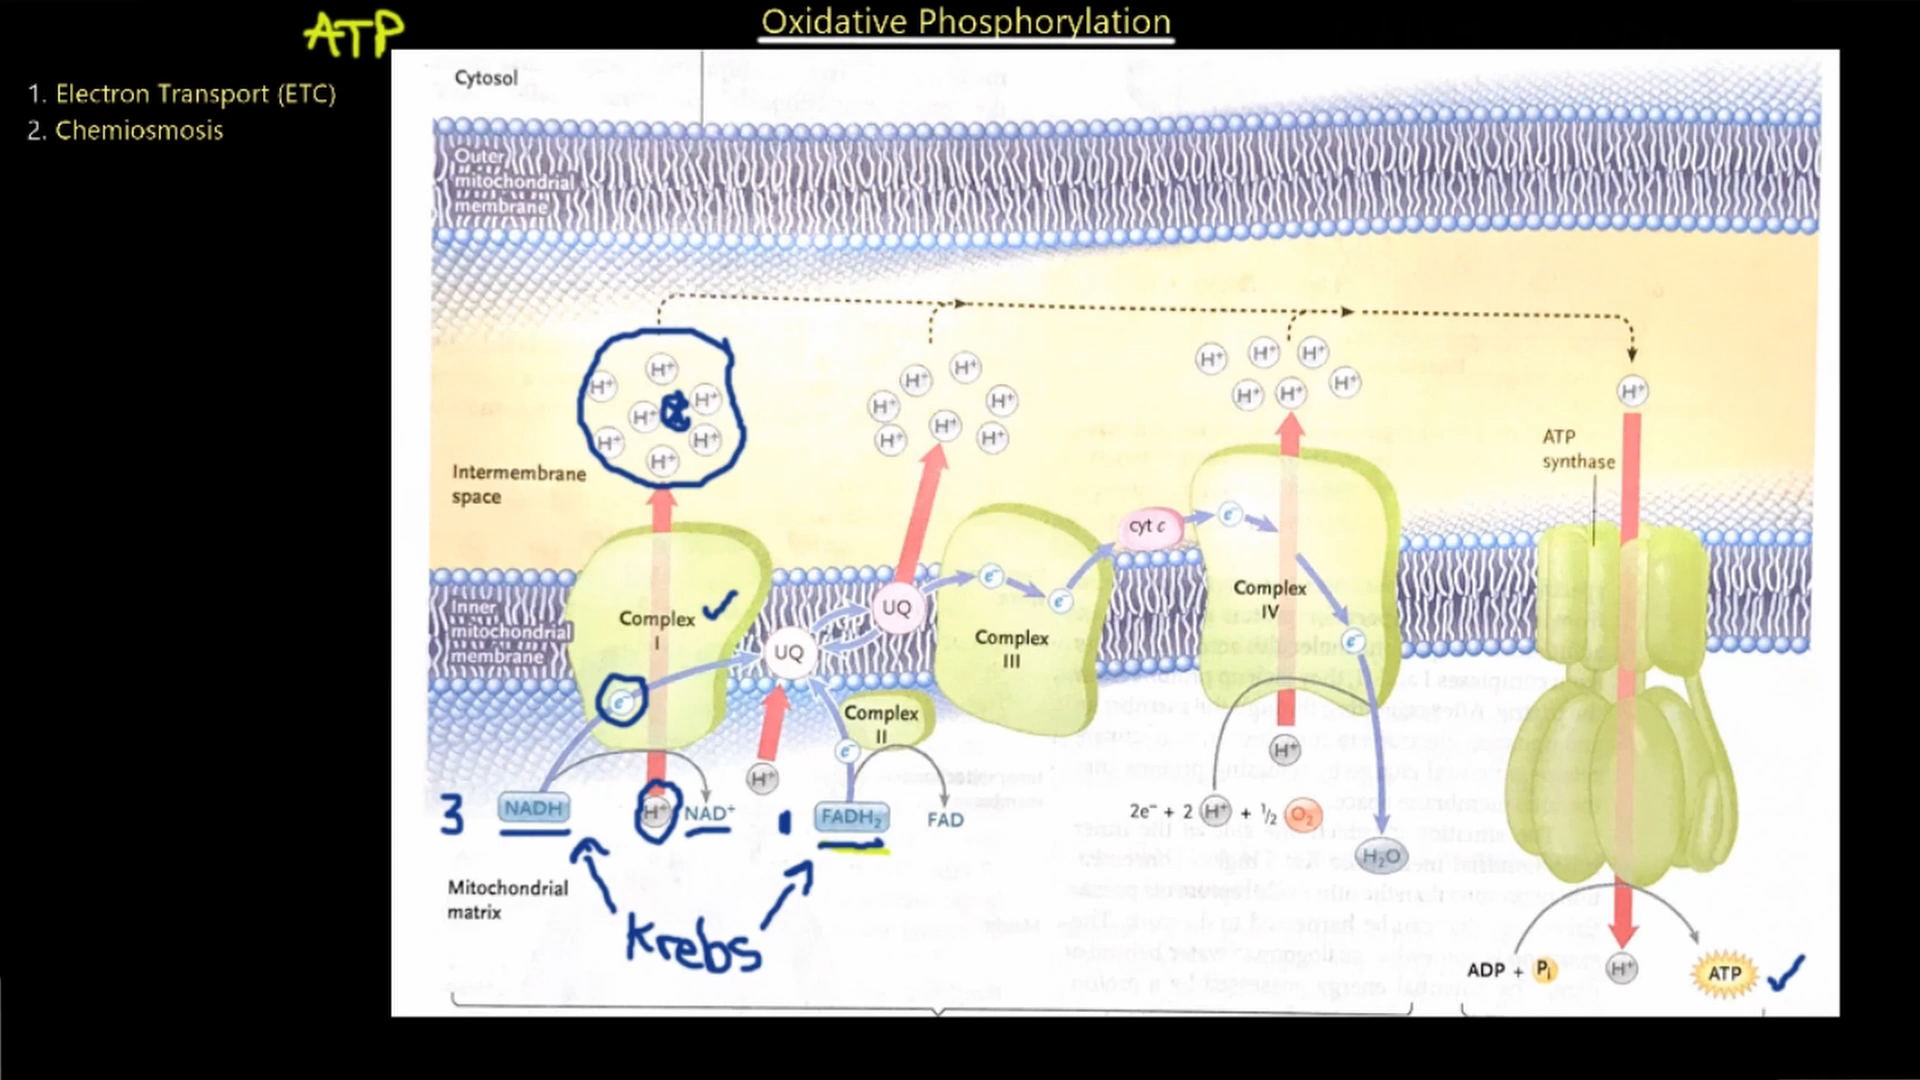 ATP
Oxidative Phosphorylation
1. Electron Transport (ETC)
2. Chemiosmosis
Cytosol
Outer
mitochondrial
membrane
H⁺ H⁺ H⁺ H⁺ H⁺ H⁺ H⁺
H⁺ H⁺ H⁺ H⁺ H⁺ H⁺ H⁺
H⁺ H⁺ H⁺ H⁺ H⁺ H⁺
H⁺
Intermembrane
space
ATP
synthase
cyt c
e⁻
e⁻
e⁻
Inner
mitochondrial
membrane
Complex
I
UQ
UQ
Complex
III
Complex
IV
e⁻
e⁻
Complex
II
e⁻
H⁺
H⁺
3
NADH
H⁺
NAD⁺
1
FADH₂
FAD
2e⁻ + 2 H⁺ + ½ O₂
H₂O
Mitochondrial
matrix
Krebs
ADP + Pᵢ
H⁺
ATP